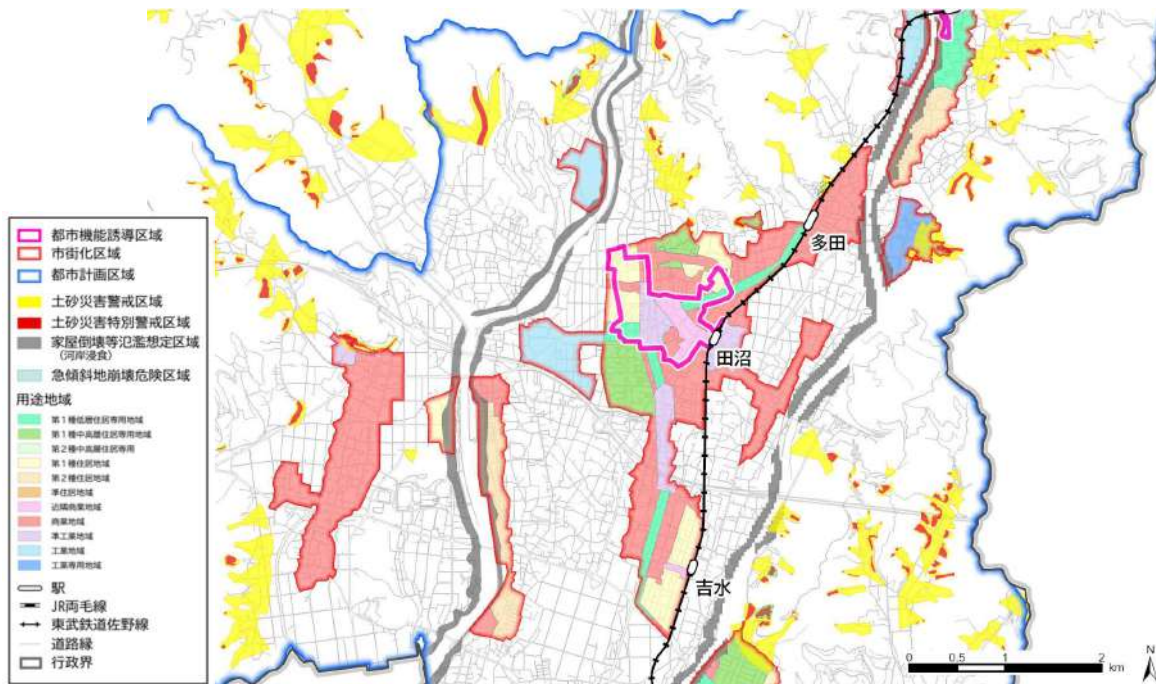 都市機能誘導区域
市街化区域
都市計画区域
土砂災害警戒区域
土砂災害特別警戒区域
家屋倒壊等氾濫想定区域
(河岸浸食)
急傾斜地崩壊危険区域
用途地域
第1種低層住居専用地域
第1種中高層住居専用地域
第2種中高層住居専用
第1種住居地域
第2種住居地域
準住居地域
近隣商業地域
商業地域
準工業地域
工業地域
工業専用地域
駅
JR両毛線
東武鉄道佐野線
道路縁
行政界
多田
田沼
吉水
0 0.5 1 2
km
N